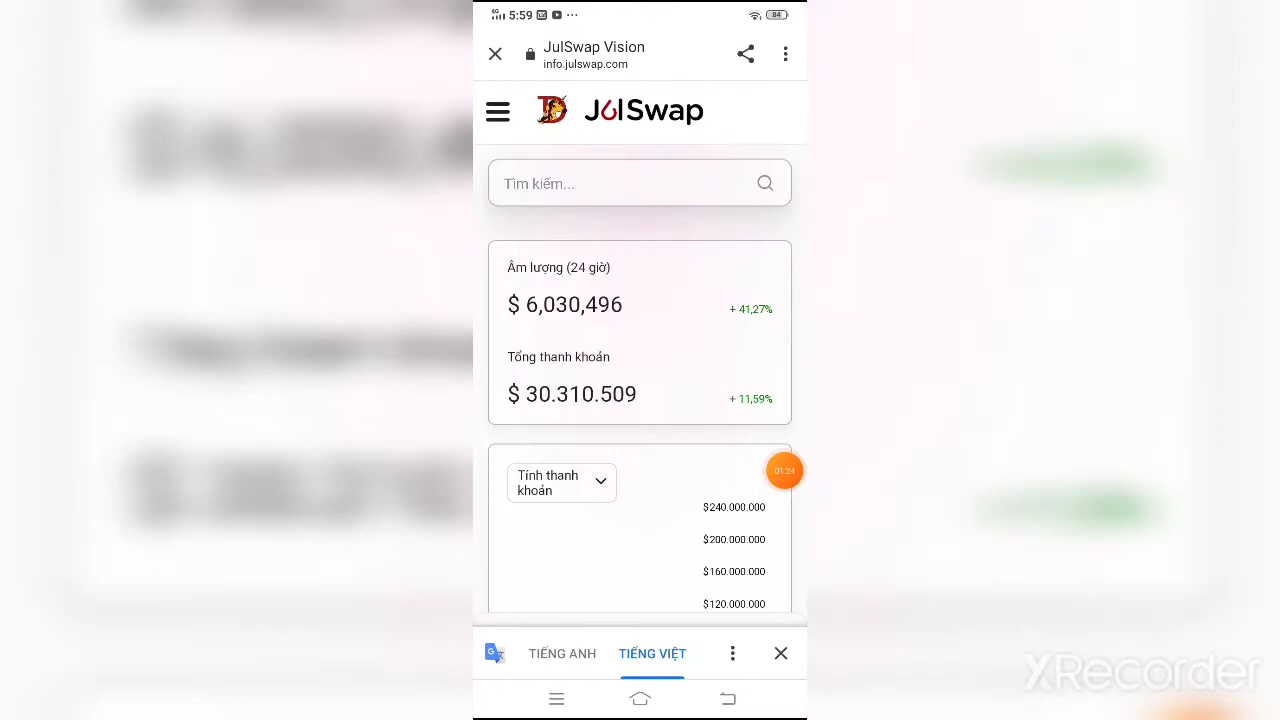 4G 5:59 84
JulSwap Vision
info.julswap.com
JulSwap
Tìm kiếm...
Âm lượng (24 giờ)
$ 6,030,496 + 41,27%
Tổng thanh khoản
$ 30.310.509 + 11,59%
Tính thanh
khoản
01:24
$240.000.000
$200.000.000
$160.000.000
$120.000.000
TIẾNG ANH TIẾNG VIỆT
XRecorder